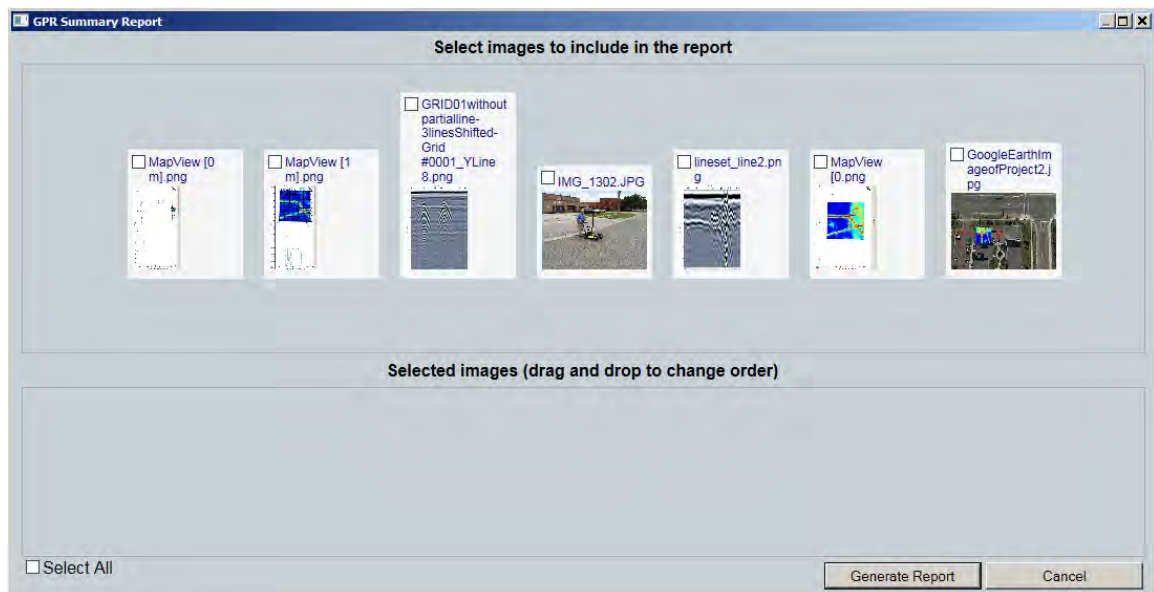 GPR Summary Report
Select images to include in the report
MapView [0
m].png
MapView [1
m].png
GRID01without
partialline-
3linesShifted-
Grid
#0001_YLine
8.png
IMG_1302.JPG
lineset_line2.pn
g
MapView
[0.png
GoogleEarthIm
ageofProject2.j
pg
Selected images (drag and drop to change order)
Select All
Generate Report
Cancel